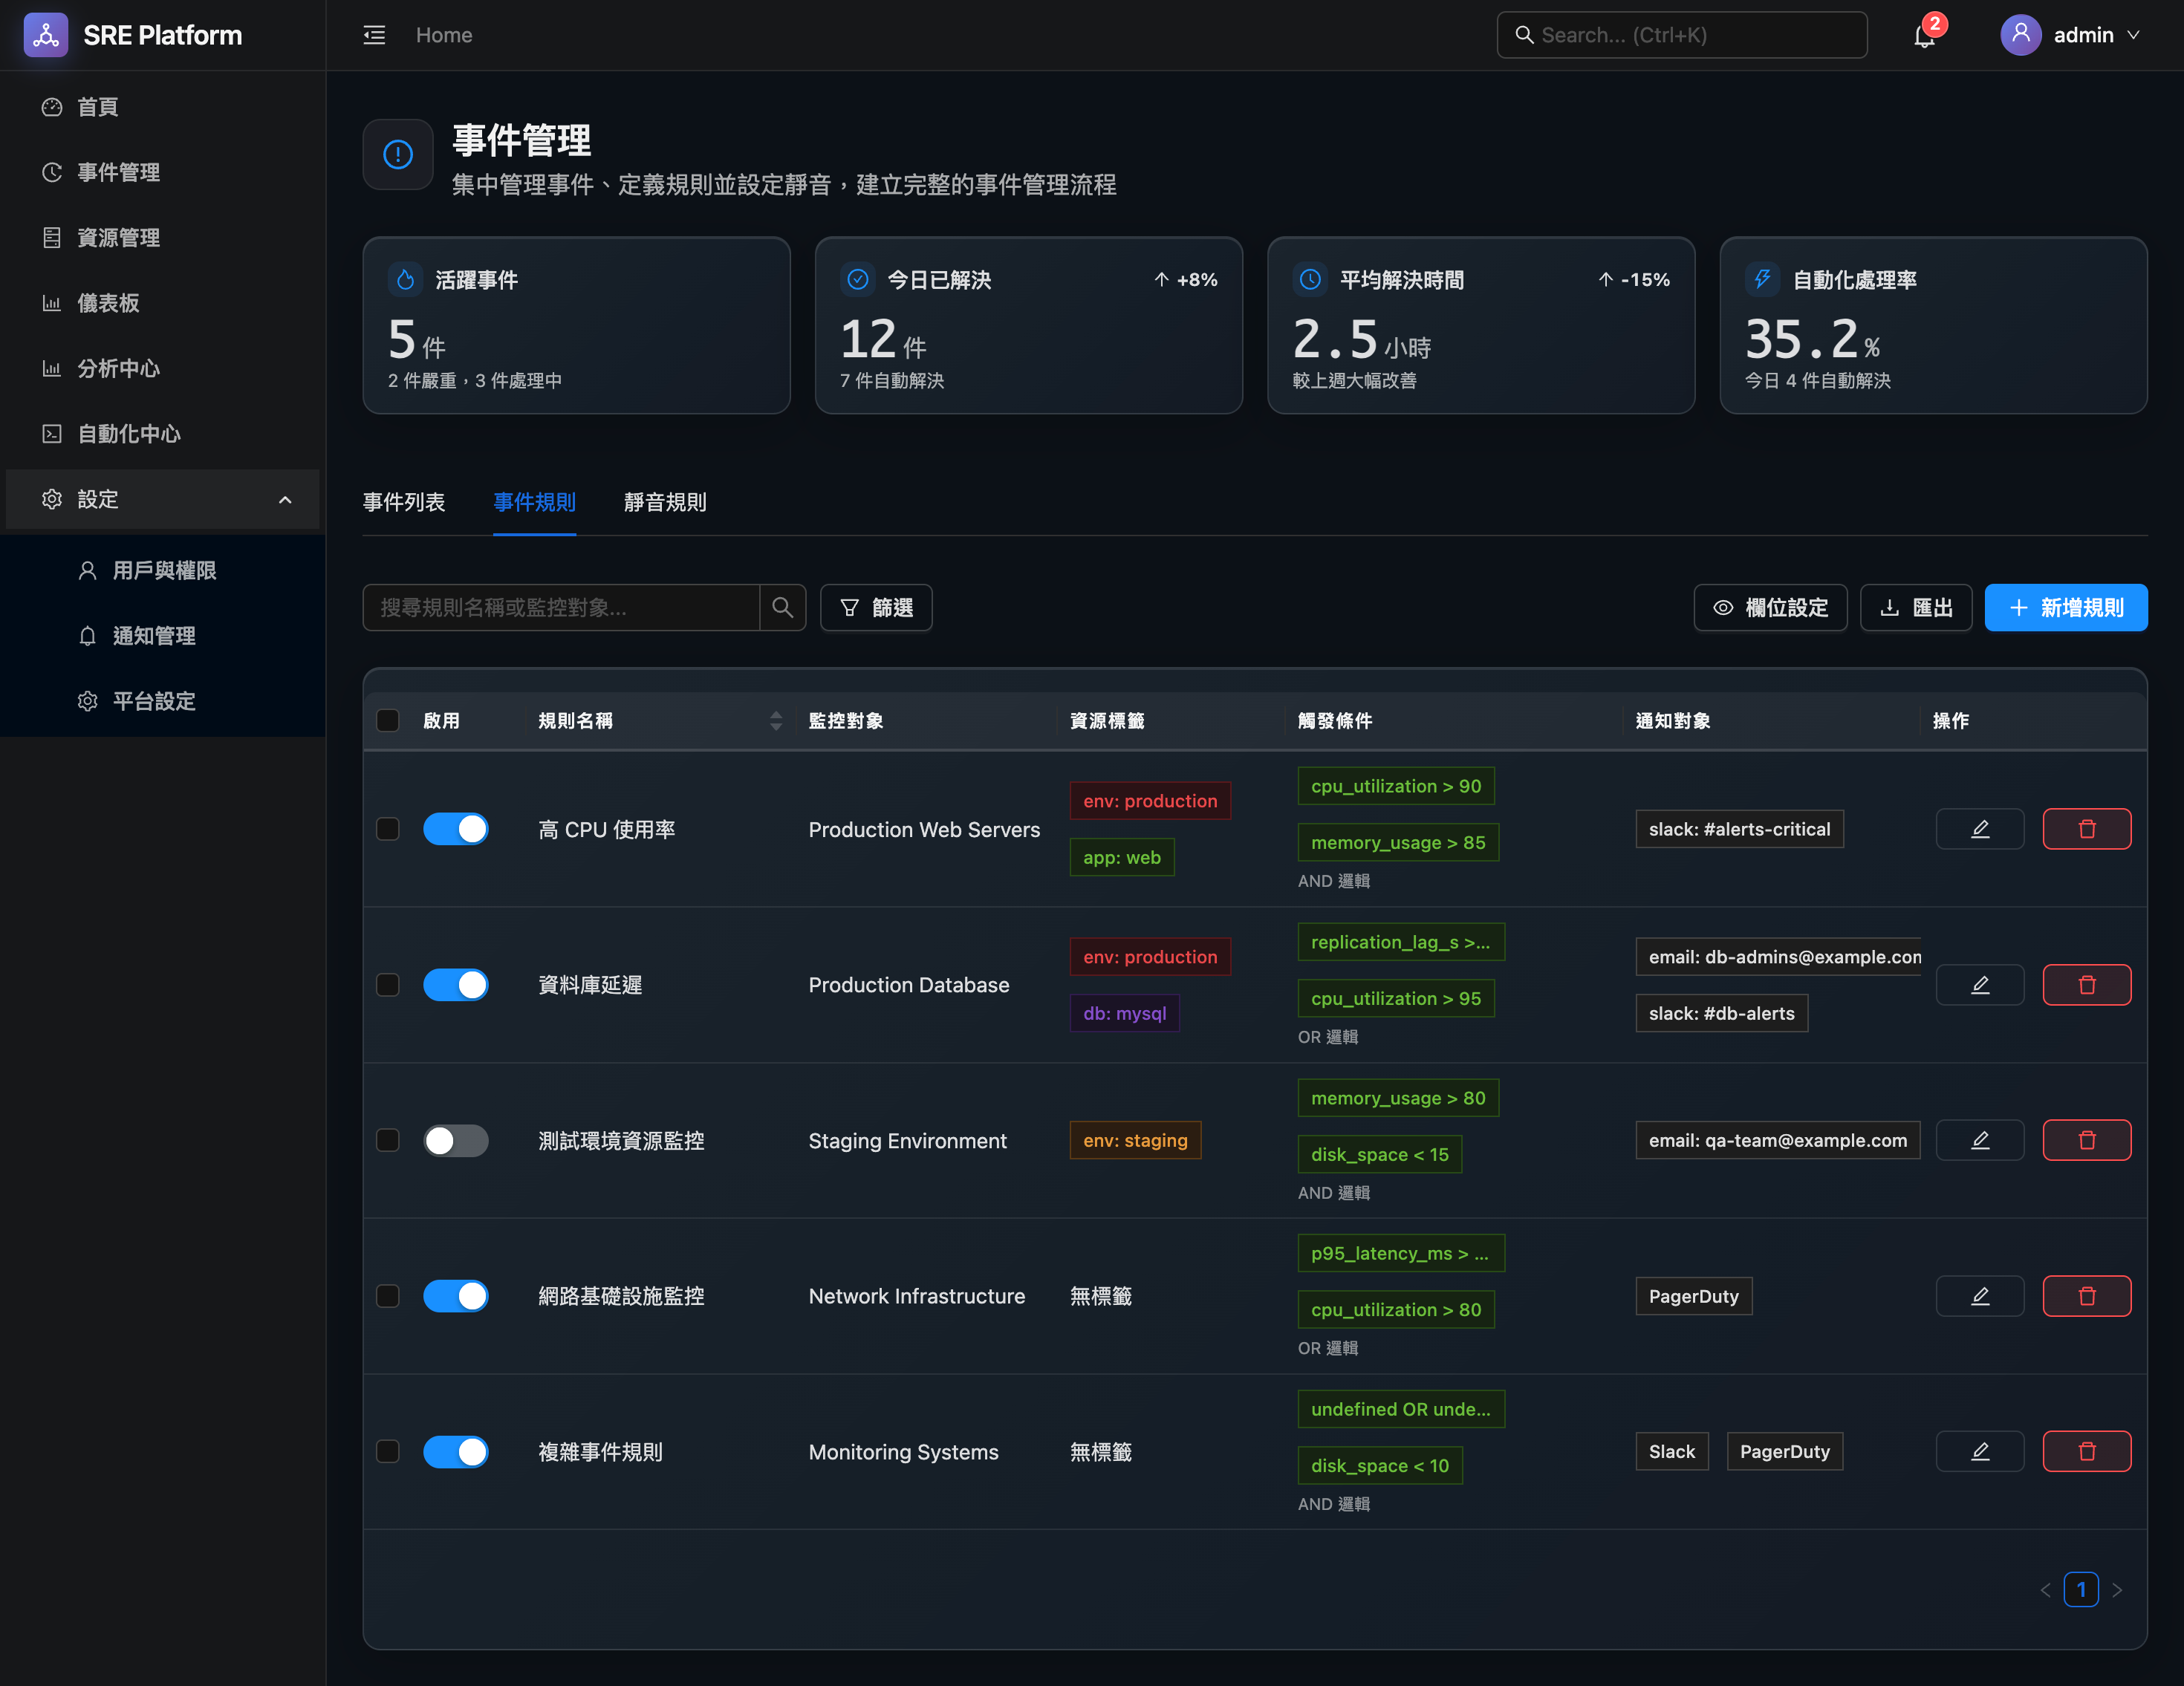 SRE Platform
Home
Search... (Ctrl+K)
2
admin
首頁
事件管理
資源管理
儀表板
分析中心
自動化中心
設定
用戶與權限
通知管理
平台設定
事件管理
集中管理事件、定義規則並設定靜音，建立完整的事件管理流程
活躍事件
5 件
2 件嚴重，3 件處理中
今日已解決
+8%
12 件
7 件自動解決
平均解決時間
-15%
2.5 小時
較上週大幅改善
自動化處理率
35.2 %
今日 4 件自動解決
事件列表 事件規則 靜音規則
搜尋規則名稱或監控對象...
篩選
欄位設定
匯出
新增規則
啟用 規則名稱 監控對象 資源標籤 觸發條件 通知對象 操作
高 CPU 使用率
Production Web Servers
env: production
app: web
cpu_utilization > 90
memory_usage > 85
AND 邏輯
slack: #alerts-critical
資料庫延遲
Production Database
env: production
db: mysql
replication_lag_s >...
cpu_utilization > 95
OR 邏輯
email: db-admins@example.com
slack: #db-alerts
測試環境資源監控
Staging Environment
env: staging
memory_usage > 80
disk_space < 15
AND 邏輯
email: qa-team@example.com
網路基礎設施監控
Network Infrastructure
無標籤
p95_latency_ms > ...
cpu_utilization > 80
OR 邏輯
PagerDuty
複雜事件規則
Monitoring Systems
無標籤
undefined OR unde...
disk_space < 10
AND 邏輯
Slack
PagerDuty
1